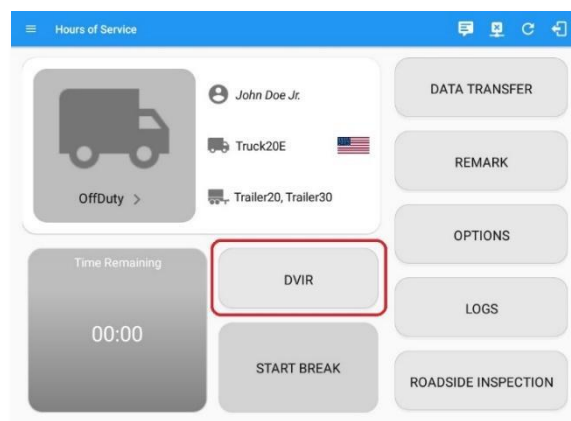 Hours of Service
John Doe Jr.
Truck20E
OffDuty >
Trailer20, Trailer30
Time Remaining
00:00
DVIR
START BREAK
DATA TRANSFER
REMARK
OPTIONS
LOGS
ROADSIDE INSPECTION